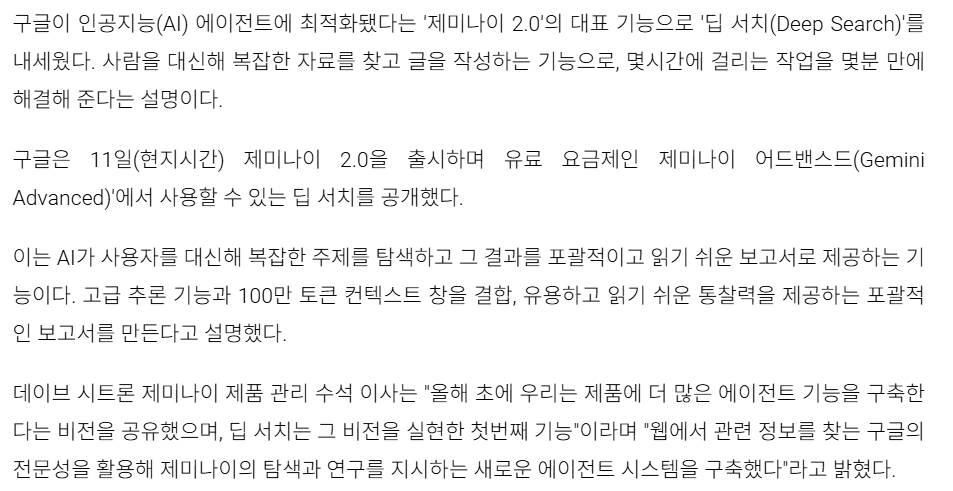 구글이 인공지능(AI) 에이전트에 최적화됐다는 '제미나이 2.0'의 대표 기능으로 '딥 서치(Deep Search)'를
내세웠다. 사람을 대신해 복잡한 자료를 찾고 글을 작성하는 기능으로, 몇시간에 걸리는 작업을 몇분 만에
해결해 준다는 설명이다.
구글은 11일(현지시간) 제미나이 2.0을 출시하며 유료 요금제인 제미나이 어드밴스드(Gemini
Advanced)'에서 사용할 수 있는 딥 서치를 공개했다.
이는 AI가 사용자를 대신해 복잡한 주제를 탐색하고 그 결과를 포괄적이고 읽기 쉬운 보고서로 제공하는 기
능이다. 고급 추론 기능과 100만 토큰 컨텍스트 창을 결합, 유용하고 읽기 쉬운 통찰력을 제공하는 포괄적
인 보고서를 만든다고 설명했다.
데이브 시트론 제미나이 제품 관리 수석 이사는 "올해 초에 우리는 제품에 더 많은 에이전트 기능을 구축한
다는 비전을 공유했으며, 딥 서치는 그 비전을 실현한 첫번째 기능"이라며 "웹에서 관련 정보를 찾는 구글의
전문성을 활용해 제미나이의 탐색과 연구를 지시하는 새로운 에이전트 시스템을 구축했다"라고 밝혔다.